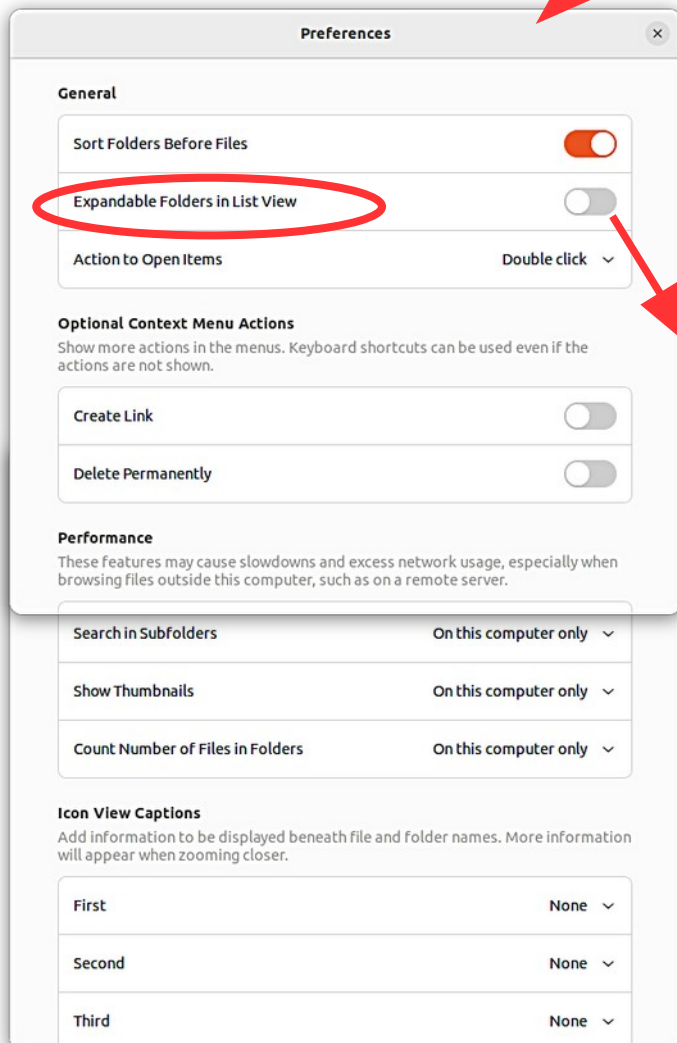 Preferences
General
Sort Folders Before Files
Expandable Folders in List View
Action to Open Items Double click
Optional Context Menu Actions
Show more actions in the menus. Keyboard shortcuts can be used even if the
actions are not shown.
Create Link
Delete Permanently
Performance
These features may cause slowdowns and excess network usage, especially when
browsing files outside this computer, such as on a remote server.
Search in Subfolders On this computer only
Show Thumbnails On this computer only
Count Number of Files in Folders On this computer only
Icon View Captions
Add information to be displayed beneath file and folder names. More information
will appear when zooming closer.
First None
Second None
Third None